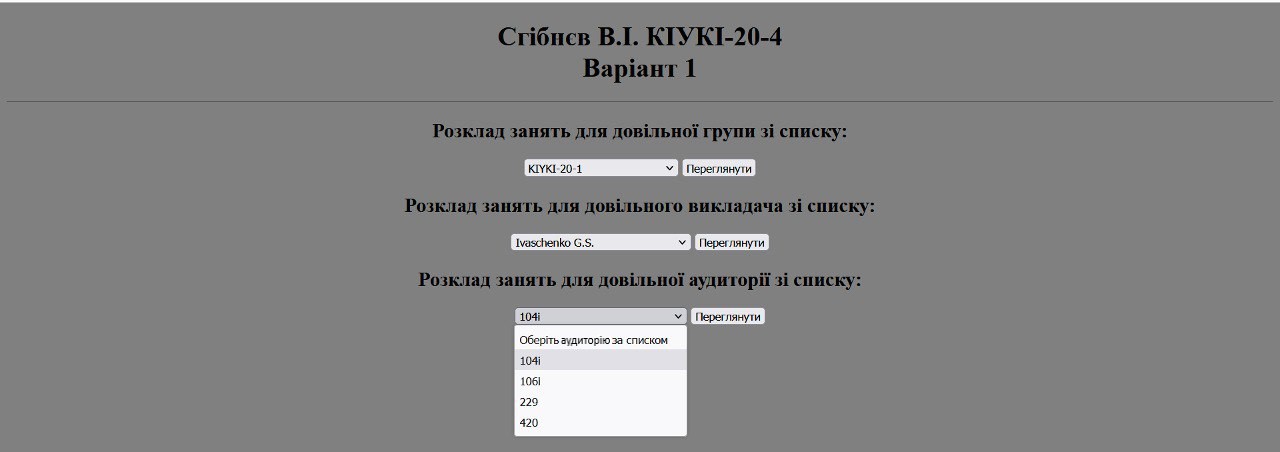 Сгібнєв В.І. КІУКІ-20-4
Варіант 1
Розклад занять для довільної групи зі списку:
KIYKI-20-1 Переглянути
Розклад занять для довільного викладача зі списку:
Ivaschenko G.S. Переглянути
Розклад занять для довільної аудиторії зі списку:
104i Переглянути
Оберіть аудиторію за списком
104i
106i
229
420